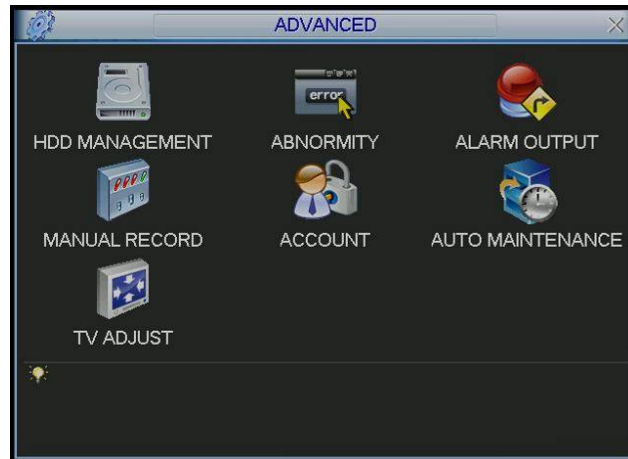 ADVANCED
error
HDD MANAGEMENT
ABNORMITY
ALARM OUTPUT
MANUAL RECORD
ACCOUNT
AUTO MAINTENANCE
TV ADJUST